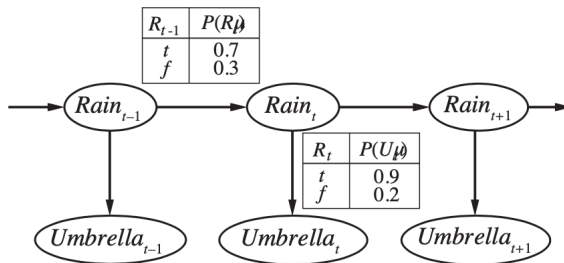 R_{t-1} P(R_t)
t 0.7
f 0.3
Rain_{t-1} Rain_t Rain_{t+1}
R_t P(U_t)
t 0.9
f 0.2
Umbrella_{t-1} Umbrella_t Umbrella_{t+1}